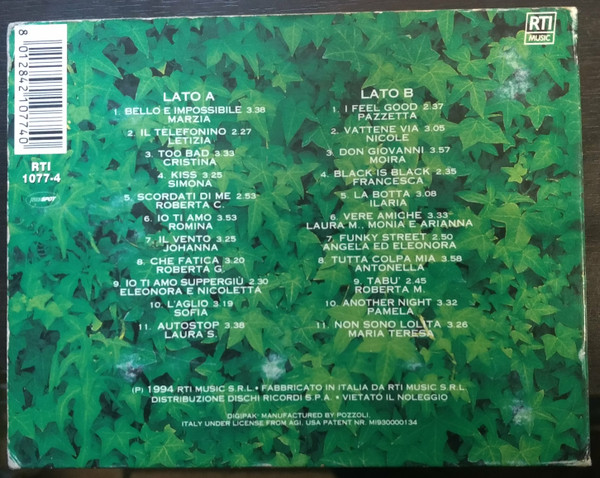 8 012842 107740
RTI
1077-4
RTI
MUSIC
LATO A
1. BELLO E IMPOSSIBILE 3.38
MARZIA
2. IL TELEFONINO 2.27
LETIZIA
3. TOO BAD 3.33
CRISTINA
4. KISS 3.25
SIMONA
5. SCORDATI DI ME 2.53
ROBERTA C.
6. IO TI AMO 3.53
ROMINA
7. IL VENTO 3.25
JOHANNA
8. CHE FATICA 3.20
ROBERTA G.
9. IO TI AMO SUPPERGIÙ 2.30
ELEONORA E NICOLETTA
10. L'AGLIO 3.19
SOFIA
11. AUTOSTOP 3.38
LAURA S.
LATO B
1. I FEEL GOOD 2.37
PAZZETTA
2. VATTENE VIA 3.05
NICOLE
3. DON GIOVANNI 3.57
MOIRA
4. BLACK IS BLACK 2.35
FRANCESCA
5. LA BOTTA 3.08
ILARIA
6. VERE AMICHE 3.33
LAURA M., MONIA E ARIANNA
7. FUNKY STREET 2.50
ANGELA ED ELEONORA
8. TUTTA COLPA MIA 3.58
ANTONELLA
9. TABU' 2.45
ROBERTA M.
10. ANOTHER NIGHT 3.32
PAMELA
11. NON SONO LOLITA 3.26
MARIA TERESA
(P) 1994 RTI MUSIC S.R.L. • FABBRICATO IN ITALIA DA RTI MUSIC S.R.L.
DISTRIBUZIONE DISCHI RICORDI S.P.A. • VIETATO IL NOLEGGIO
DIGIPAK® MANUFACTURED BY POZZOLI,
ITALY UNDER LICENSE FROM AGI. USA PATENT NR. MI930000134